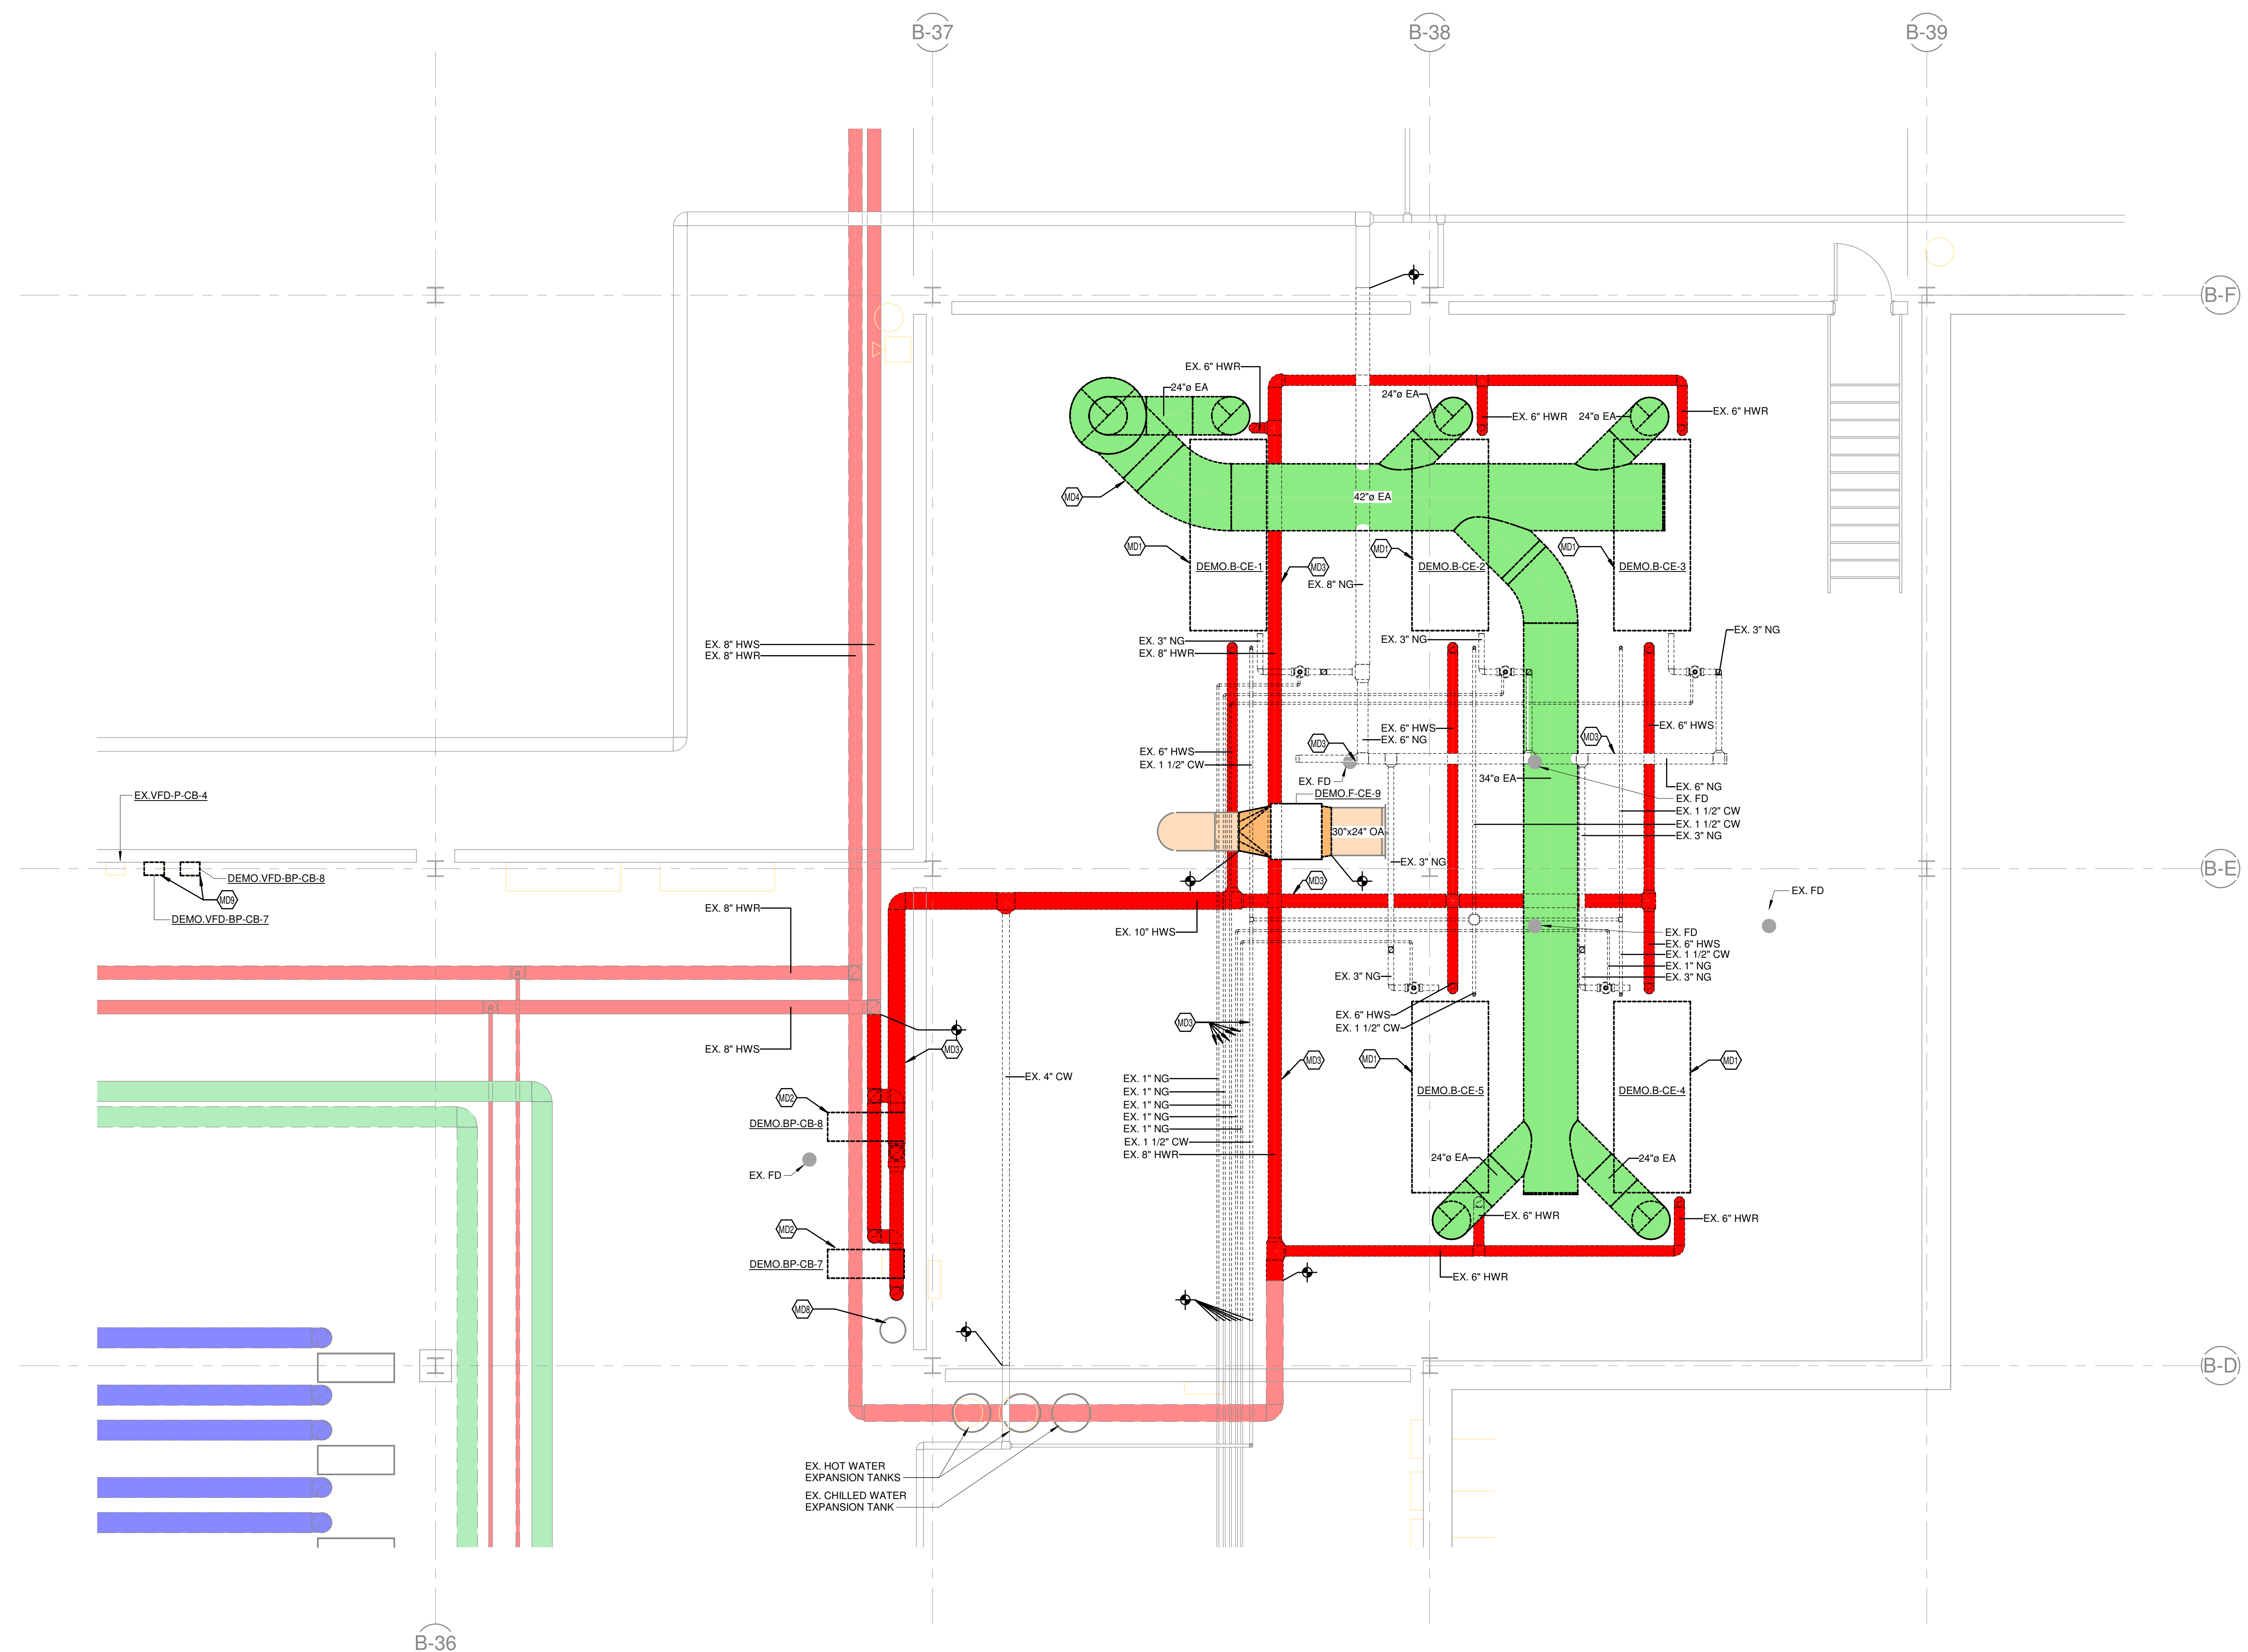 B-37
B-38
B-39
B-F
EX. 6" HWR
24"ø EA
24"ø EA
EX. 6" HWR
24"ø EA
EX. 6" HWR
MD4
42"ø EA
MD1
MD1
MD1
DEMO.B-CE-1
MD3
DEMO.B-CE-2
DEMO.B-CE-3
EX. 8" NG
EX. 3" NG
EX. 3" NG
EX. 3" NG
EX. 8" HWS
EX. 8" HWR
EX. 8" HWR
EX. 6" HWS
EX. 6" NG
EX. 6" HWS
MD3
MD3
EX. 6" HWS
EX. 1 1/2" CW
EX. FD
34"ø EA
DEMO.F-CE-9
EX. 6" NG
EX. FD
EX. 1 1/2" CW
EX. 1 1/2" CW
EX. 3" NG
30"x24" OA
EX. 3" NG
EX.VFD-P-CB-4
DEMO.VFD-BP-CB-8
MD9
DEMO.VFD-BP-CB-7
B-E
MD3
EX. FD
EX. 8" HWR
EX. 10" HWS
EX. FD
EX. 6" HWS
EX. 1 1/2" CW
EX. 1" NG
EX. 3" NG
EX. 3" NG
EX. 6" HWS
EX. 1 1/2" CW
MD3
EX. 8" HWS
MD3
MD3
MD1
MD1
EX. 4" CW
EX. 1" NG
EX. 1" NG
EX. 1" NG
EX. 1" NG
EX. 1" NG
EX. 1 1/2" CW
EX. 8" HWR
DEMO.B-CE-5
DEMO.B-CE-4
MD2
DEMO.BP-CB-8
EX. FD
24"ø EA
24"ø EA
MD2
DEMO.BP-CB-7
EX. 6" HWR
EX. 6" HWR
EX. 6" HWR
MD8
B-D
EX. HOT WATER
EXPANSION TANKS
EX. CHILLED WATER
EXPANSION TANK
B-36